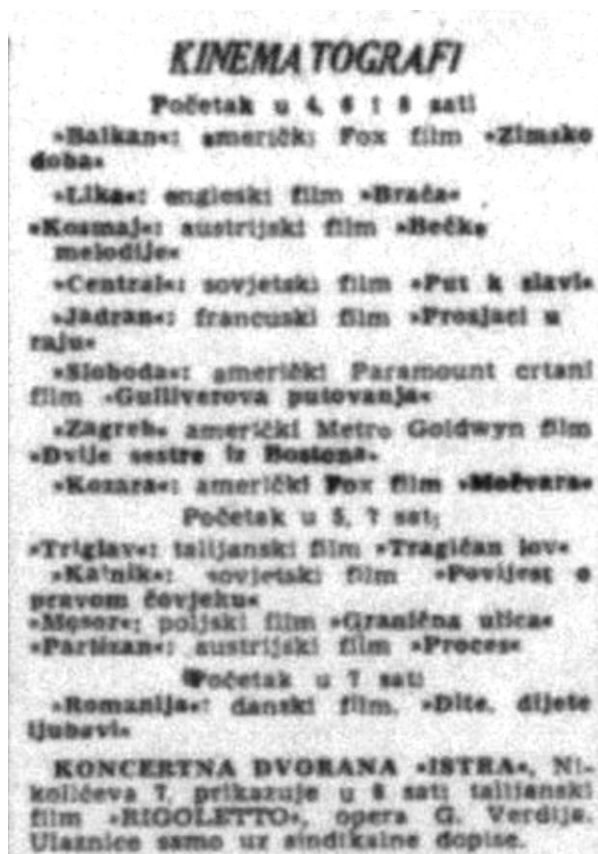 KINEMATOGRAFI
Početak u 4, 6 i 8 sati
»Balkan«: američki Fox film »Zimsko
doba«
»Lika«: engleski film »Braća«
»Kosmaj«: austrijski film »Bečke
melodije«
»Central«: sovjetski film »Put k slavi«
»Jadran«: francuski film »Prosjaci u
raju«
»Sloboda«: američki Paramount crtani
film »Gulliverova putovanja«
»Zagreb« američki Metro Goldwyn film
»Dvije sestre iz Bostona«
»Kozara«: američki Fox film »Močvara«
Početak u 5, 7 sati
»Triglav«: talijanski film »Tragičan lov«
»Kalnik«: sovjetski film »Povijest o
pravom čovjeku«
»Mosor«: poljski film »Granična ulica«
»Partizan«: austrijski film »Proces«
Početak u 7 sati
»Romanija«: danski film, »Dite, dijete
ljubavi«
KONCERTNA DVORANA »ISTRA«, Ni-
kolićeva 7, prikazuje u 8 sati talijanski
film »RIGOLETTO«, opera G. Verdija.
Ulaznice samo uz sindikalne dopise.